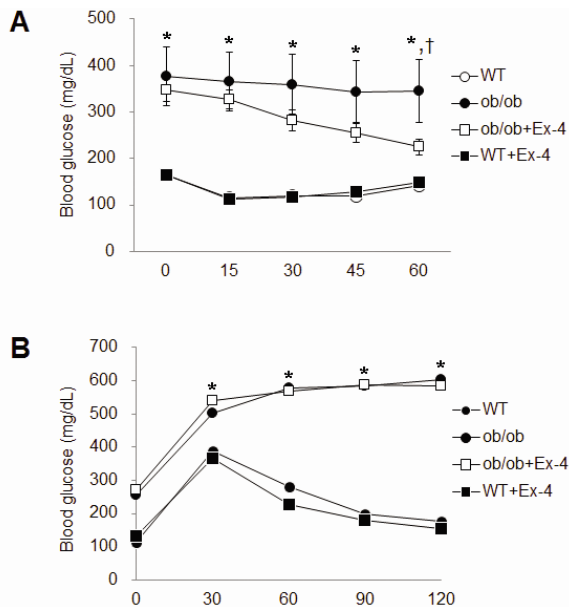 A
Blood glucose (mg/dL)
500
400
300
200
100
0
* * * * *,†
0 15 30 45 60
WT
ob/ob
ob/ob+Ex-4
WT+Ex-4
B
Blood glucose (mg/dL)
700
600
500
400
300
200
100
0
* * * *
0 30 60 90 120
WT
ob/ob
ob/ob+Ex-4
WT+Ex-4